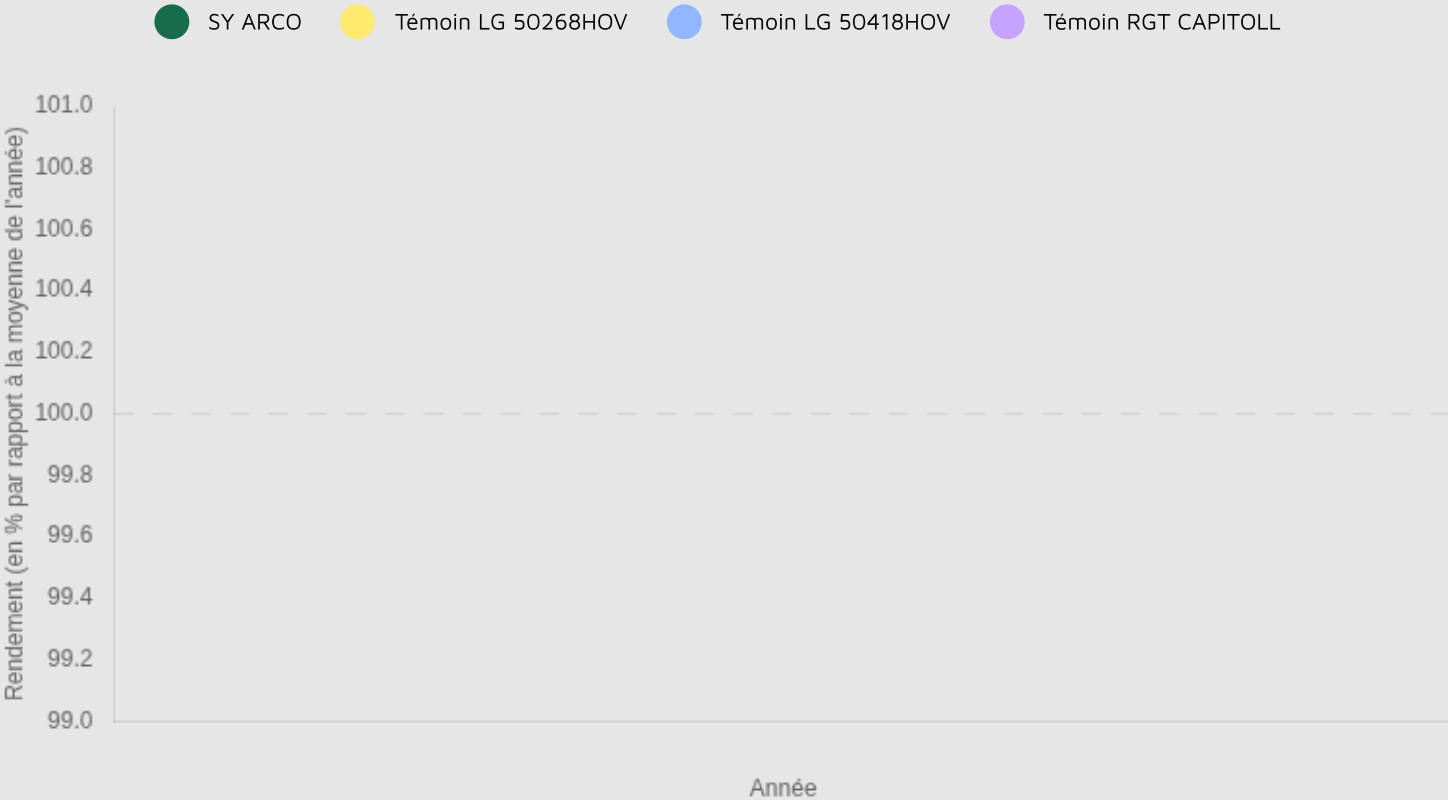 SY ARCO
Témoin LG 50268HOV
Témoin LG 50418HOV
Témoin RGT CAPITOLL
Rendement (en % par rapport à la moyenne de l'année)
101.0
100.8
100.6
100.4
100.2
100.0
99.8
99.6
99.4
99.2
99.0
Année